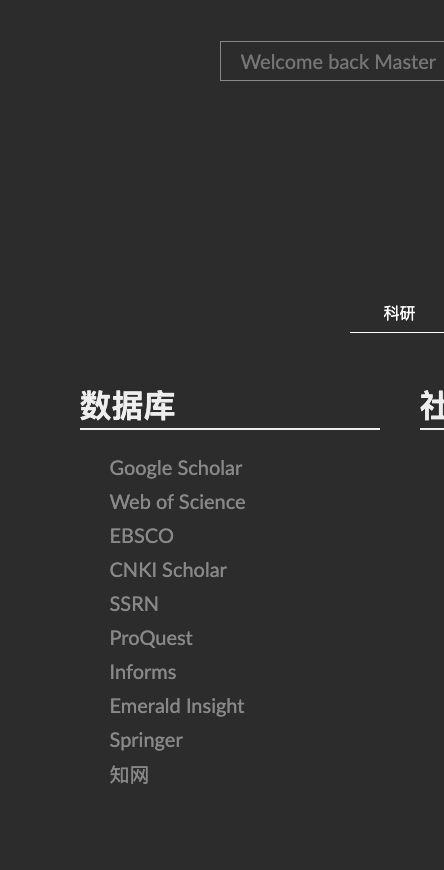 Welcome back Master
科研
数据库
社
Google Scholar
Web of Science
EBSCO
CNKI Scholar
SSRN
ProQuest
Informs
Emerald Insight
Springer
知网